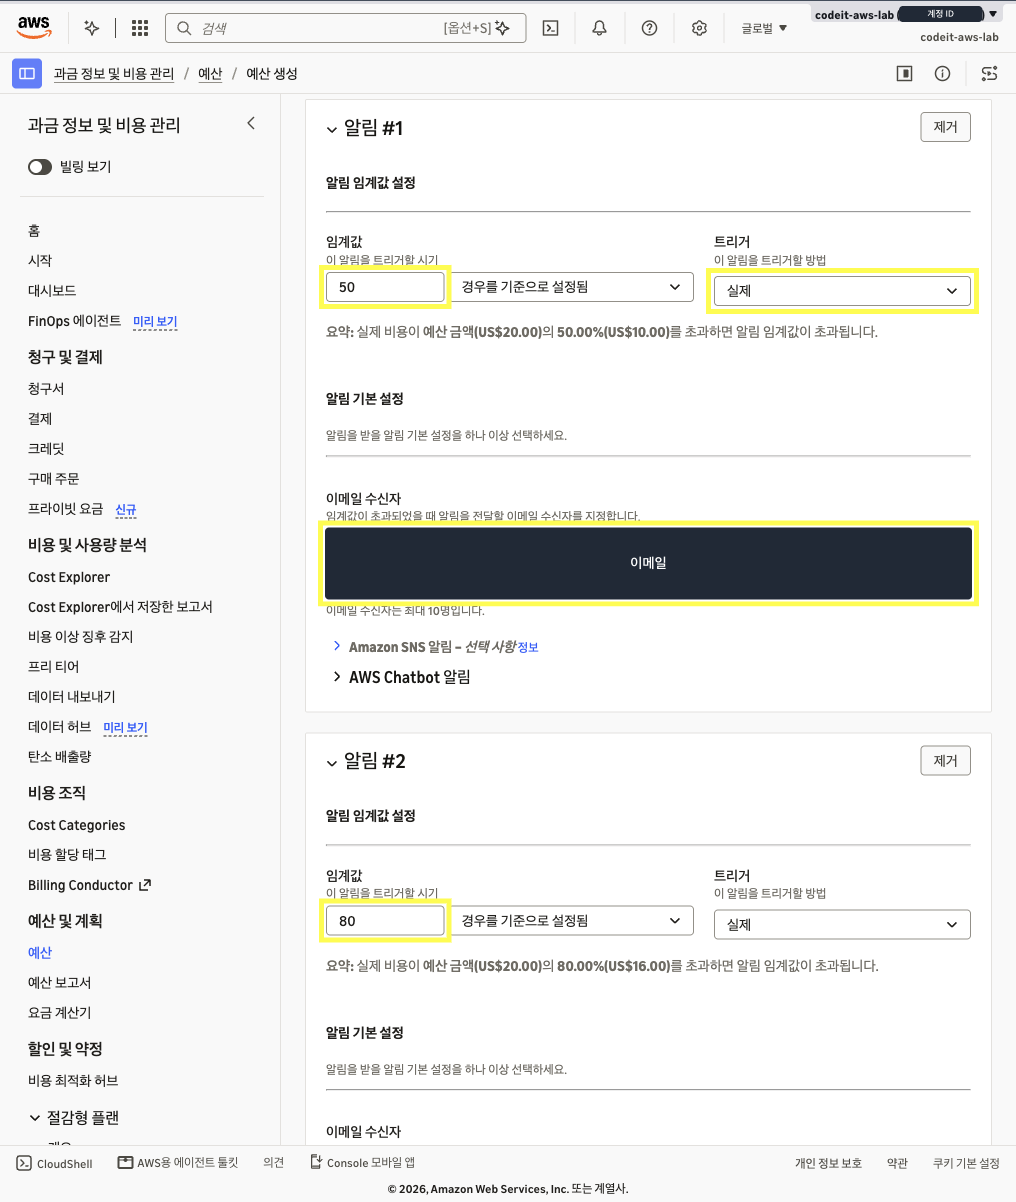 aws
검색
[옵션+S]
글로벌
codeit-aws-lab
계정 ID
codeit-aws-lab
과금 정보 및 비용 관리 / 예산 / 예산 생성
과금 정보 및 비용 관리
빌링 보기
홈
시작
대시보드
FinOps 에이전트 미리 보기
청구 및 결제
청구서
결제
크레딧
구매 주문
프라이빗 요금 신규
비용 및 사용량 분석
Cost Explorer
Cost Explorer에서 저장한 보고서
비용 이상 징후 감지
프리 티어
데이터 내보내기
데이터 허브 미리 보기
탄소 배출량
비용 조직
Cost Categories
비용 할당 태그
Billing Conductor
예산 및 계획
예산
예산 보고서
요금 계산기
할인 및 약정
비용 최적화 허브
절감형 플랜
알림 #1
제거
알림 임계값 설정
임계값
이 알림을 트리거할 시기
50
경우를 기준으로 설정됨
트리거
이 알림을 트리거할 방법
실제
요약: 실제 비용이 예산 금액(US$20.00)의 50.00%(US$10.00)를 초과하면 알림 임계값이 초과됩니다.
알림 기본 설정
알림을 받을 알림 기본 설정을 하나 이상 선택하세요.
이메일 수신자
임계값이 초과되었을 때 알림을 전달할 이메일 수신자를 지정합니다.
이메일
이메일 수신자는 최대 10명입니다.
Amazon SNS 알림 – 선택 사항 정보
AWS Chatbot 알림
알림 #2
제거
알림 임계값 설정
임계값
이 알림을 트리거할 시기
80
경우를 기준으로 설정됨
트리거
이 알림을 트리거할 방법
실제
요약: 실제 비용이 예산 금액(US$20.00)의 80.00%(US$16.00)를 초과하면 알림 임계값이 초과됩니다.
알림 기본 설정
알림을 받을 알림 기본 설정을 하나 이상 선택하세요.
이메일 수신자
CloudShell
AWS용 에이전트 툴킷
의견
Console 모바일 앱
개인 정보 보호
약관
쿠키 기본 설정
© 2026, Amazon Web Services, Inc. 또는 계열사.